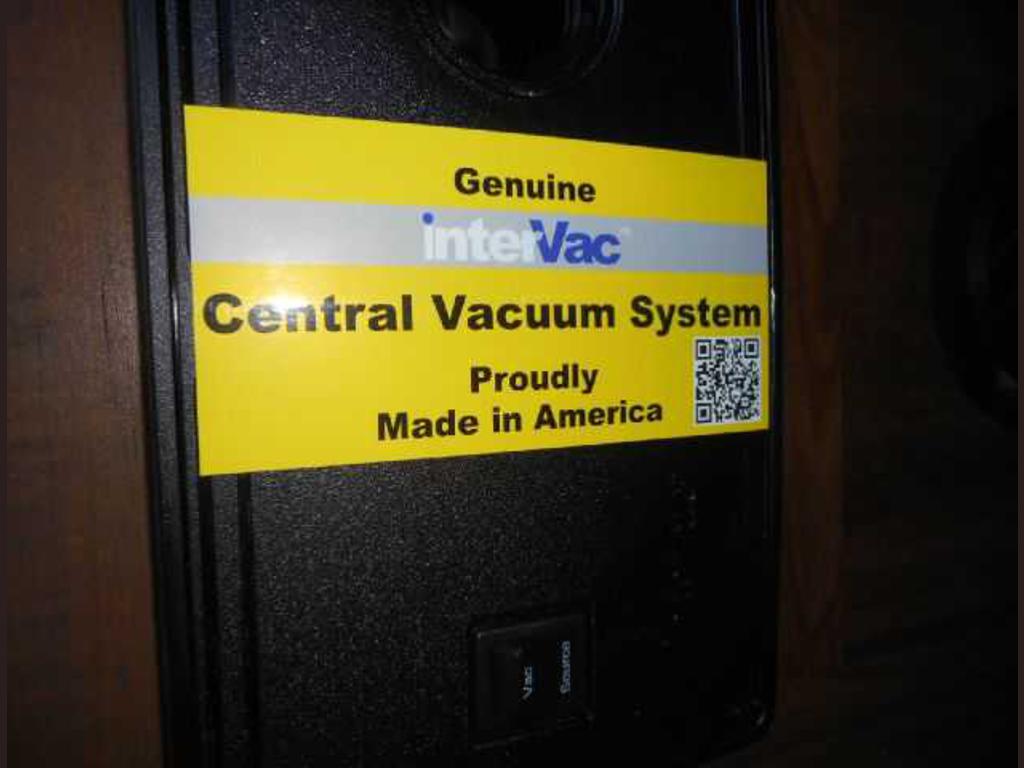 Genuine
interVac
Central Vacuum System
Proudly
Made in America
Vac
Source